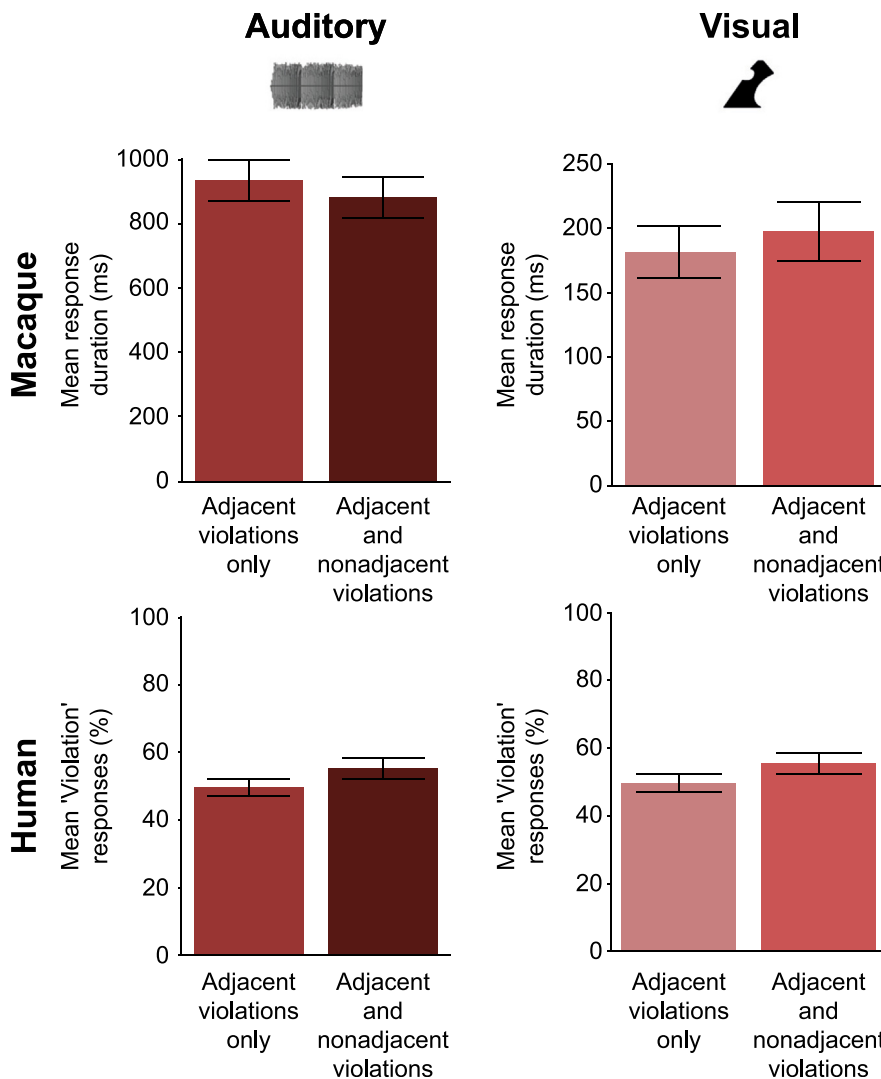 Auditory
Visual
Macaque
Mean response
duration (ms)
1000
800
600
400
200
0
Adjacent
violations
only
Adjacent
and
nonadjacent
violations
Mean response
duration (ms)
250
200
150
100
50
0
Adjacent
violations
only
Adjacent
and
nonadjacent
violations
Human
Mean 'Violation'
responses (%)
100
80
60
40
20
0
Adjacent
violations
only
Adjacent
and
nonadjacent
violations
Mean 'Violation'
responses (%)
100
80
60
40
20
0
Adjacent
violations
only
Adjacent
and
nonadjacent
violations